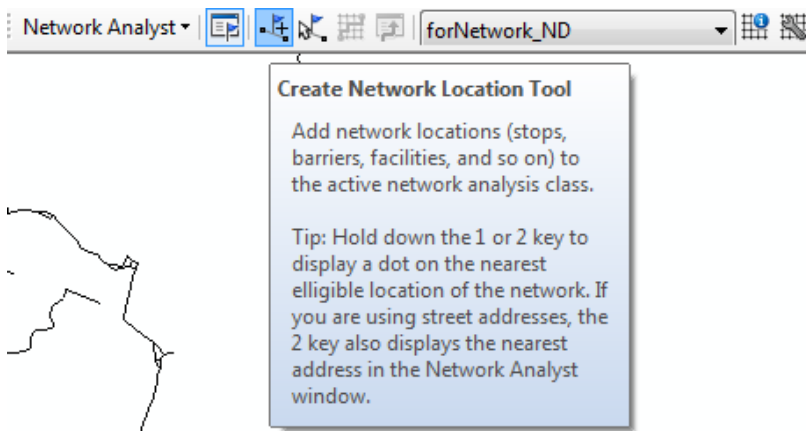 Network Analyst
forNetwork_ND
Create Network Location Tool
Add network locations (stops,
barriers, facilities, and so on) to
the active network analysis class.
Tip: Hold down the 1 or 2 key to
display a dot on the nearest
elligible location of the network. If
you are using street addresses, the
2 key also displays the nearest
address in the Network Analyst
window.